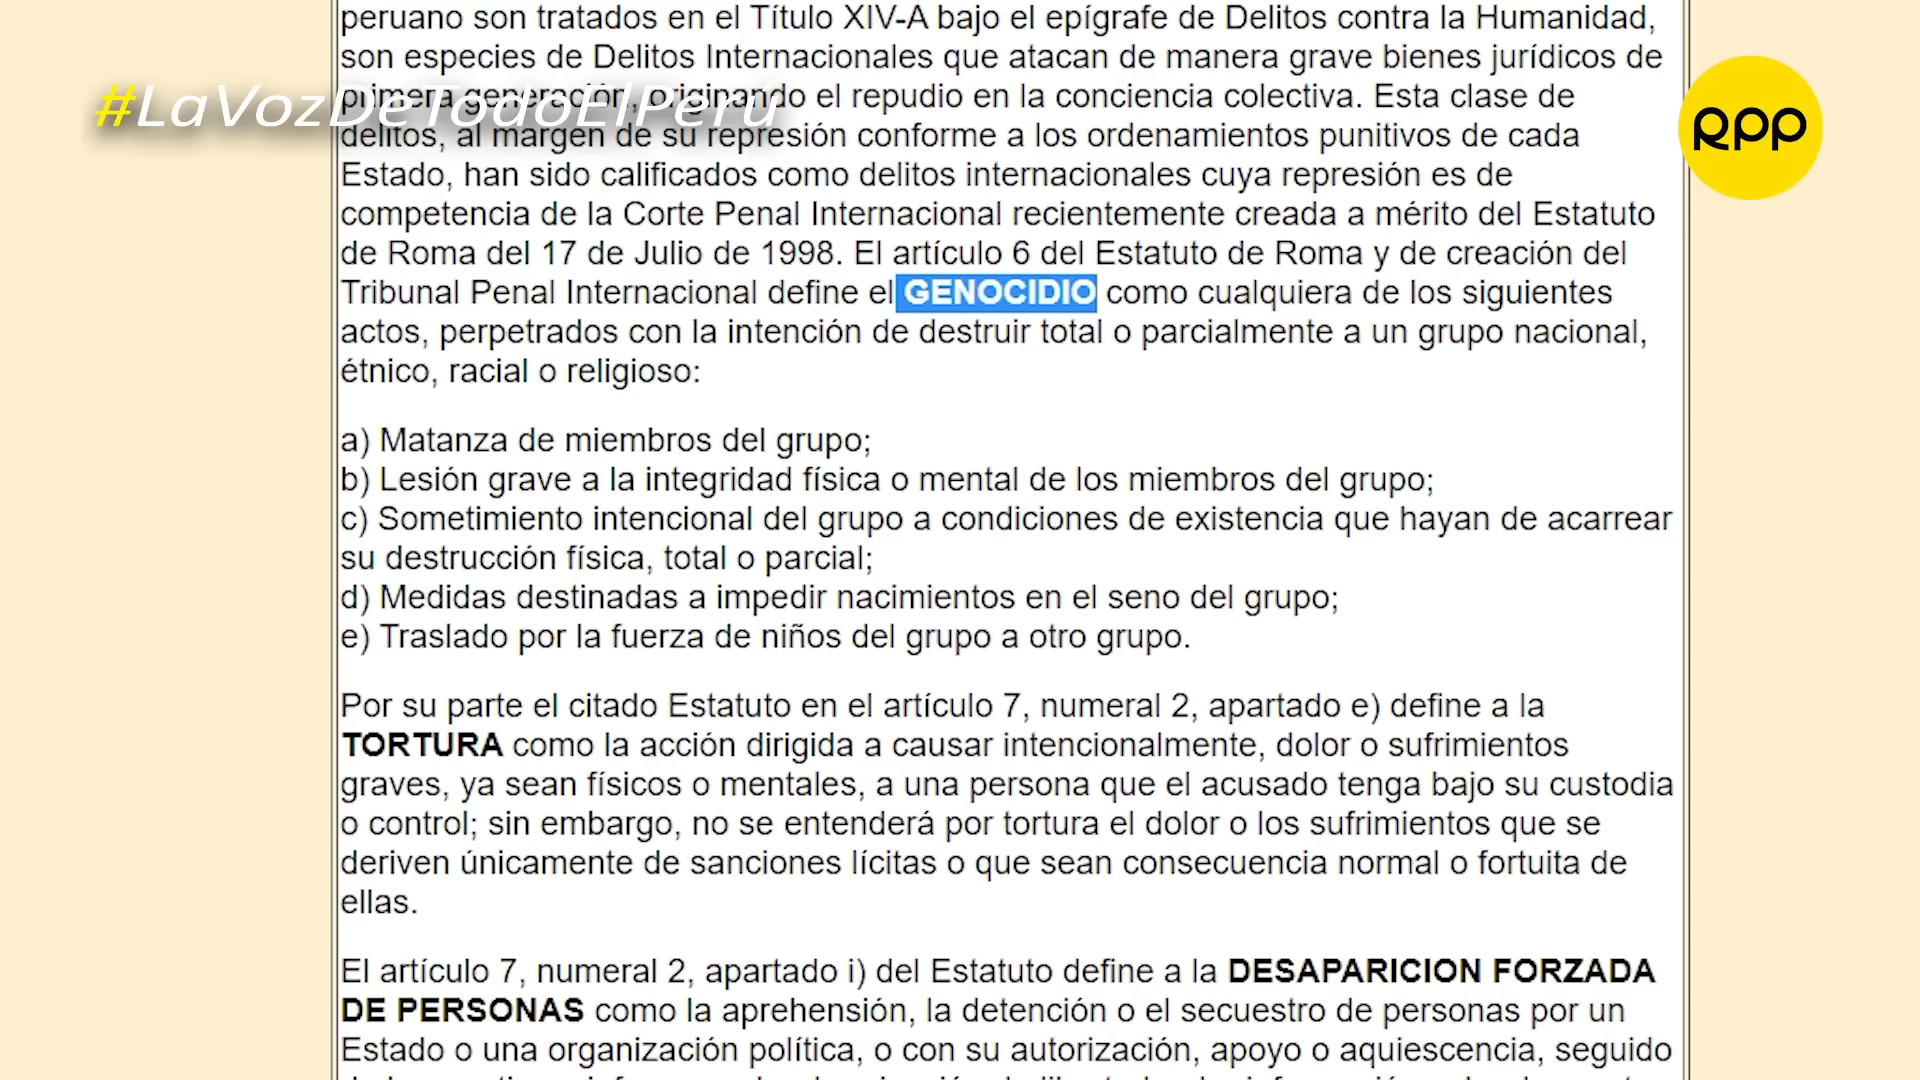 peruano son tratados en el Título XIV-A bajo el epígrafe de Delitos contra la Humanidad,
son especies de Delitos Internacionales que atacan de manera grave bienes jurídicos de
#LaVozDeTodoElPerú
rpp
primera generación, originando el repudio en la conciencia colectiva. Esta clase de
delitos, al margen de su represión conforme a los ordenamientos punitivos de cada
Estado, han sido calificados como delitos internacionales cuya represión es de
competencia de la Corte Penal Internacional recientemente creada a mérito del Estatuto
de Roma del 17 de Julio de 1998. El artículo 6 del Estatuto de Roma y de creación del
Tribunal Penal Internacional define el GENOCIDIO como cualquiera de los siguientes
actos, perpetrados con la intención de destruir total o parcialmente a un grupo nacional,
étnico, racial o religioso:
a) Matanza de miembros del grupo;
b) Lesión grave a la integridad física o mental de los miembros del grupo;
c) Sometimiento intencional del grupo a condiciones de existencia que hayan de acarrear
su destrucción física, total o parcial;
d) Medidas destinadas a impedir nacimientos en el seno del grupo;
e) Traslado por la fuerza de niños del grupo a otro grupo.
Por su parte el citado Estatuto en el artículo 7, numeral 2, apartado e) define a la
TORTURA como la acción dirigida a causar intencionalmente, dolor o sufrimientos
graves, ya sean físicos o mentales, a una persona que el acusado tenga bajo su custodia
o control; sin embargo, no se entenderá por tortura el dolor o los sufrimientos que se
deriven únicamente de sanciones lícitas o que sean consecuencia normal o fortuita de
ellas.
El artículo 7, numeral 2, apartado i) del Estatuto define a la DESAPARICION FORZADA
DE PERSONAS como la aprehensión, la detención o el secuestro de personas por un
Estado o una organización política, o con su autorización, apoyo o aquiescencia, seguido